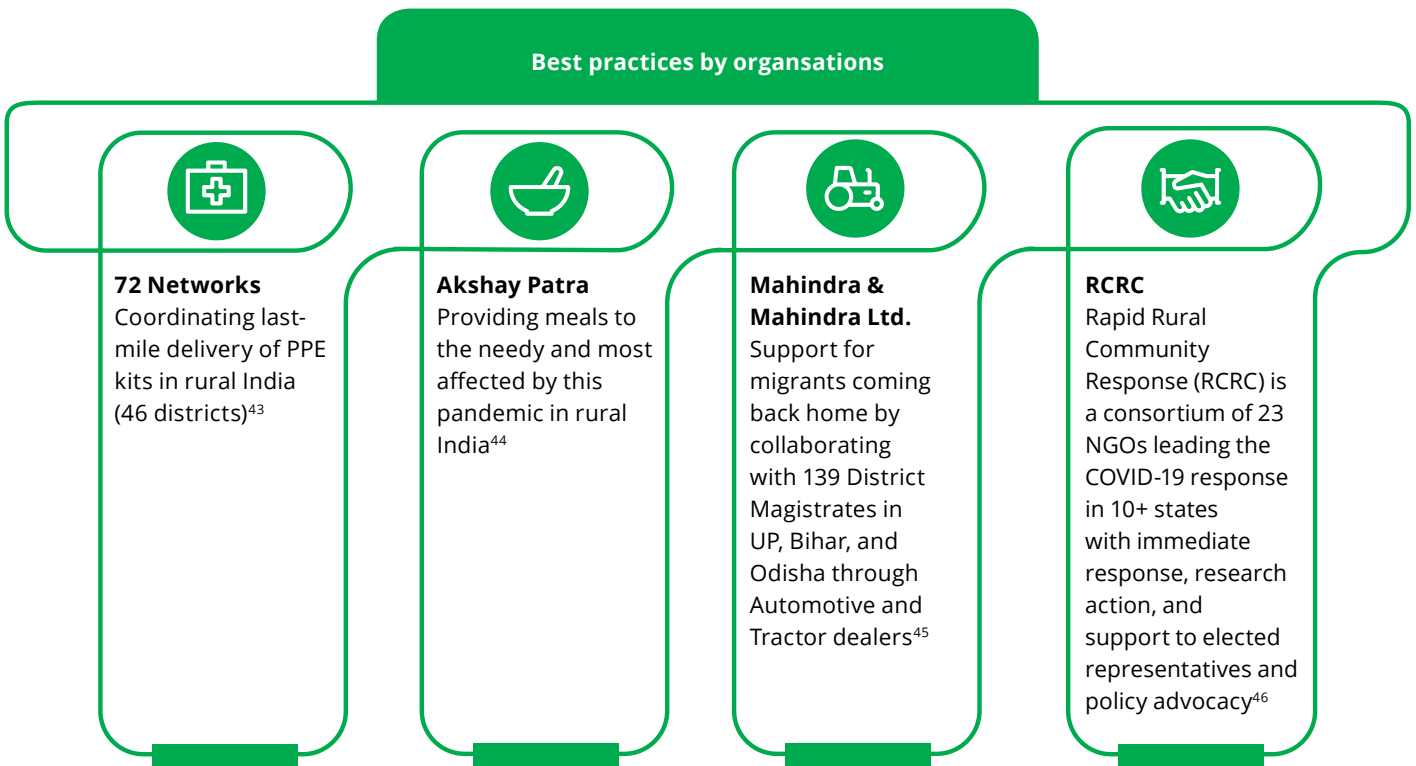 Best practices by organsations
72 Networks
Coordinating last-
mile delivery of PPE
kits in rural India
(46 districts)43
Akshay Patra
Providing meals to
the needy and most
affected by this
pandemic in rural
India44
Mahindra &
Mahindra Ltd.
Support for
migrants coming
back home by
collaborating
with 139 District
Magistrates in
UP, Bihar, and
Odisha through
Automotive and
Tractor dealers45
RCRC
Rapid Rural
Community
Response (RCRC) is
a consortium of 23
NGOs leading the
COVID-19 response
in 10+ states
with immediate
response, research
action, and
support to elected
representatives and
policy advocacy46